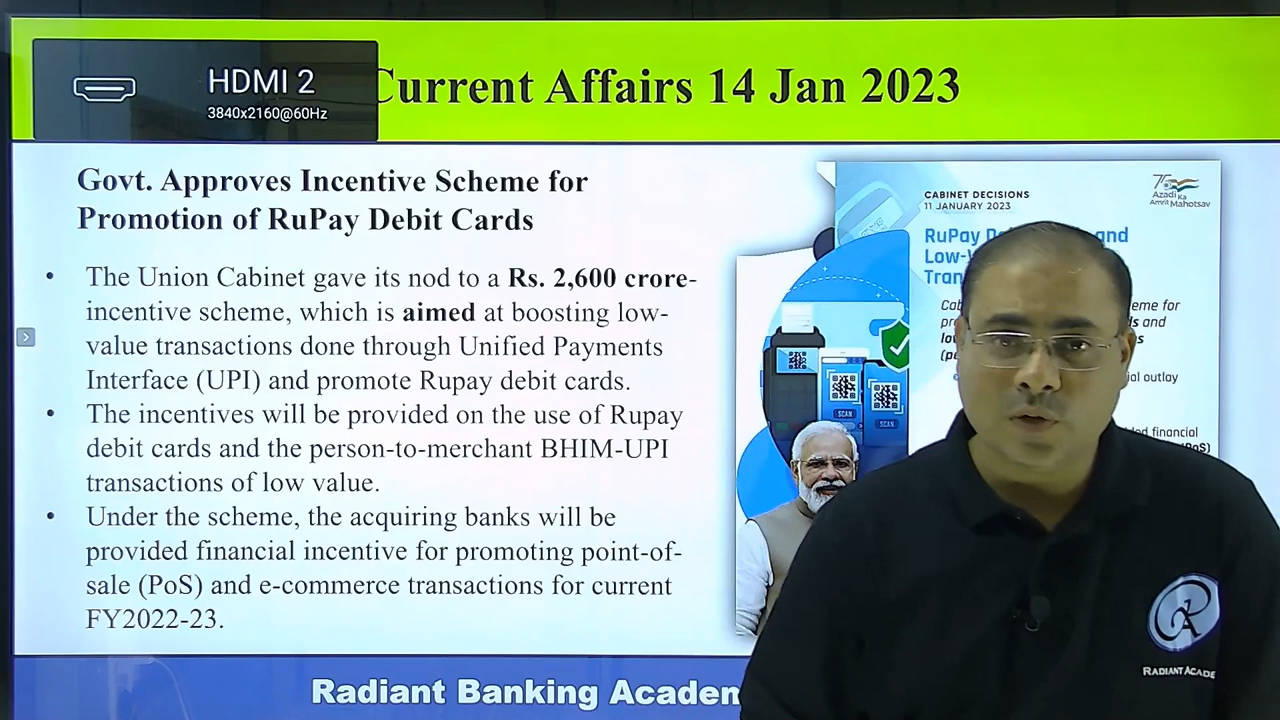 HDMI 2
3840x2160@60Hz
Current Affairs 14 Jan 2023
Govt. Approves Incentive Scheme for
Promotion of RuPay Debit Cards
• The Union Cabinet gave its nod to a Rs. 2,600 crore-
incentive scheme, which is aimed at boosting low-
value transactions done through Unified Payments
Interface (UPI) and promote Rupay debit cards.
• The incentives will be provided on the use of Rupay
debit cards and the person-to-merchant BHIM-UPI
transactions of low value.
• Under the scheme, the acquiring banks will be
provided financial incentive for promoting point-of-
sale (PoS) and e-commerce transactions for current
FY2022-23.
CABINET DECISIONS
11 JANUARY 2023
75
Azadi Ka
Amrit Mahotsav
RuPay and
Low-
Tran
eme for
and
outlay
financial
SCAN
SCAN
Radiant Banking Academ
RADIANT ACADE